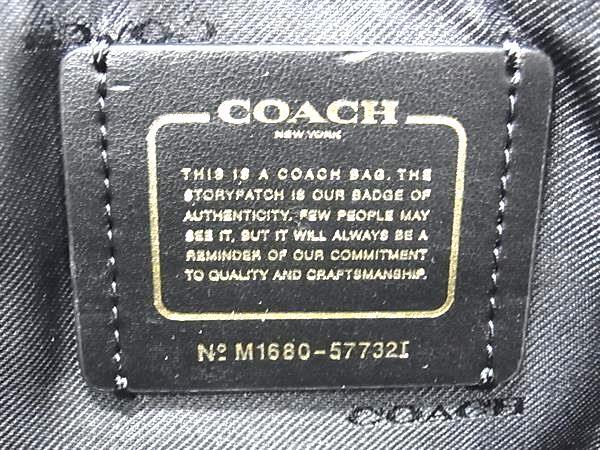 COACH
COACH
NEW YORK
THIS IS A COACH BAG. THE
STORYPATCH IS OUR BADGE OF
AUTHENTICITY. FEW PEOPLE MAY
SEE IT, BUT IT WILL ALWAYS BE A
REMINDER OF OUR COMMITMENT
TO QUALITY AND CRAFTSMANSHIP.
Nº M1680-57732I
COACH